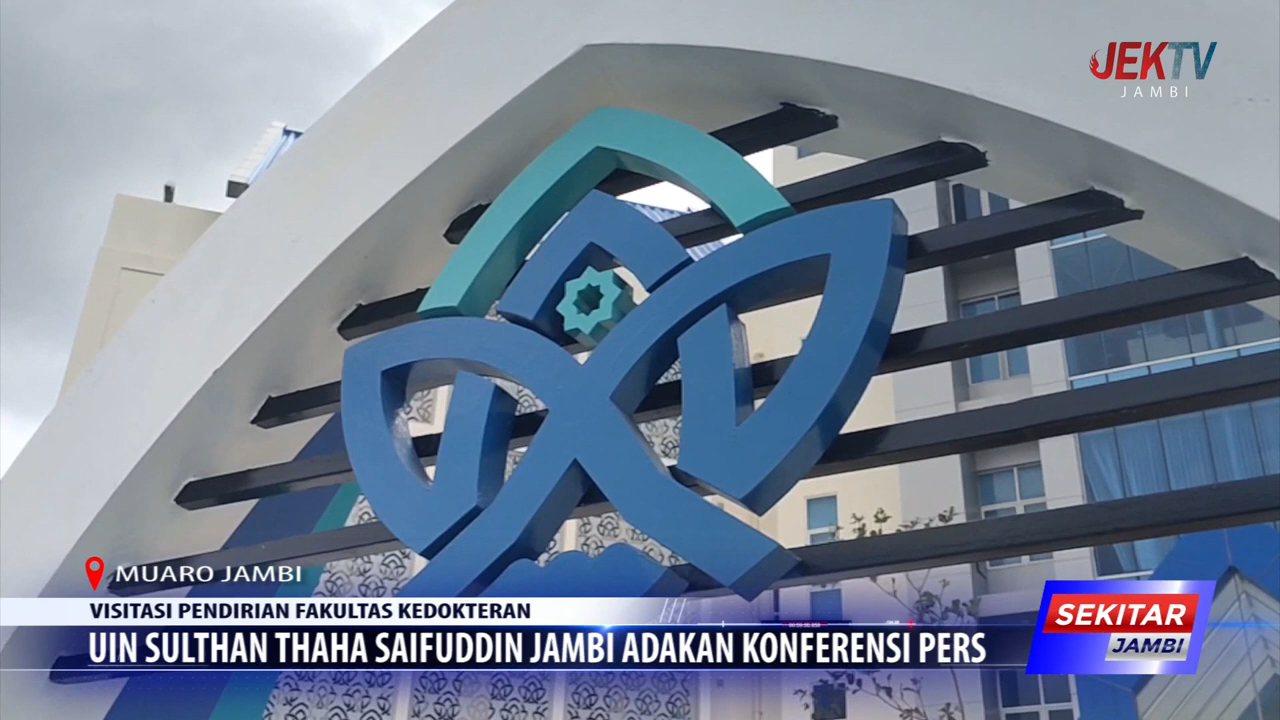 JEKTV
JAMBI
MUARO JAMBI
VISITASI PENDIRIAN FAKULTAS KEDOKTERAN
UIN SULTHAN THAHA SAIFUDDIN JAMBI ADAKAN KONFERENSI PERS
SEKITAR
JAMBI